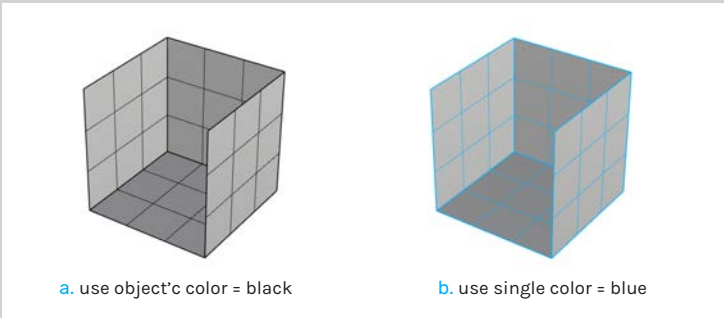 a. use object'c color = black
b. use single color = blue